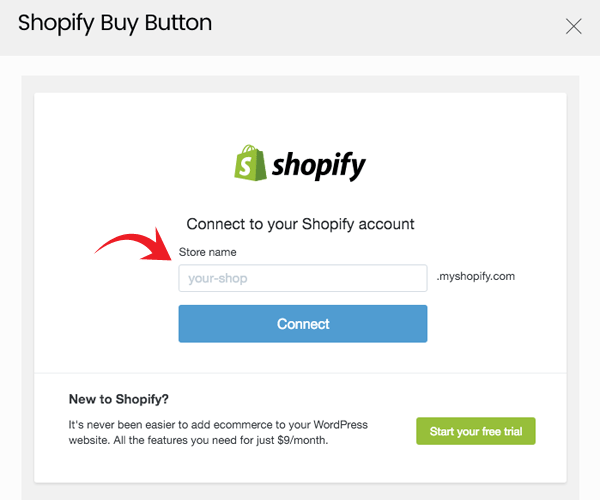 Shopify Buy Button
shopify
Connect to your Shopify account
Store name
your-shop
.myshopify.com
Connect
New to Shopify?
It's never been easier to add ecommerce to your WordPress
website. All the features you need for just $9/month.
Start your free trial